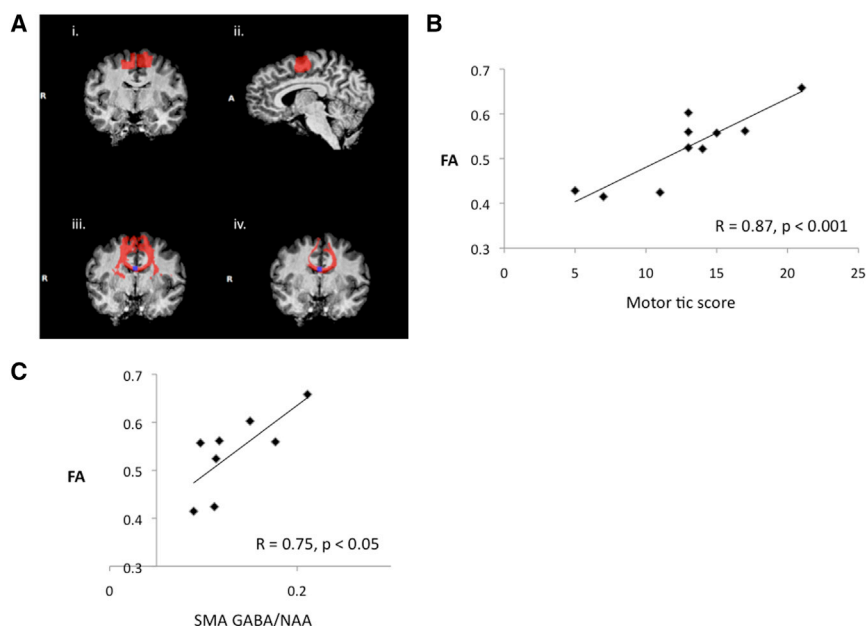 A
i.
ii.
R
A
iii.
iv.
R
R
B
0.7
0.6
0.5
0.4
0.3
FA
R = 0.87, p < 0.001
0 5 10 15 20 25
Motor tic score
C
0.7
0.6
0.5
0.4
0.3
FA
R = 0.75, p < 0.05
0 0.2
SMA GABA/NAA